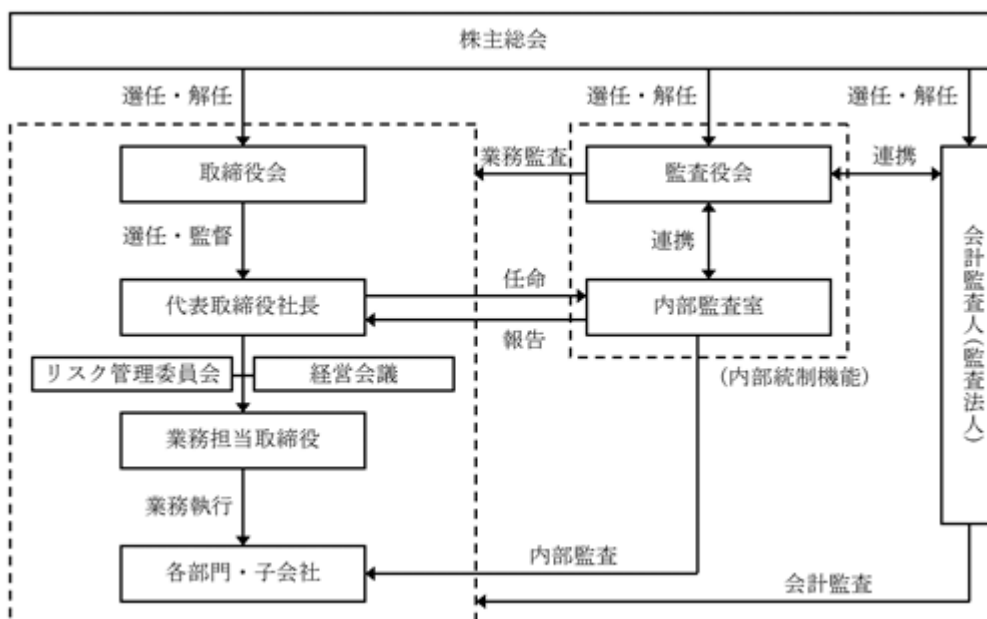 株主総会
選任・解任
選任・解任
選任・解任
取締役会
業務監査
監査役会
連携
選任・監督
連携
会計監査人(監査法人)
代表取締役社長
任命
報告
内部監査室
リスク管理委員会
経営会議
(内部統制機能)
業務担当取締役
業務執行
内部監査
各部門・子会社
会計監査